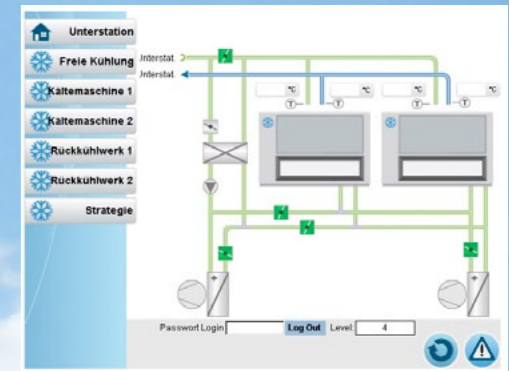 Unterstation
Freie Kühlung
Kältemaschine 1
Kältemaschine 2
Rückkühlwerk 1
Rückkühlwerk 2
Strategie
Unterstat.
Unterstat.
°C
°C
°C
°C
T
T
T
T
Passwort Login
Log Out
Level:
4